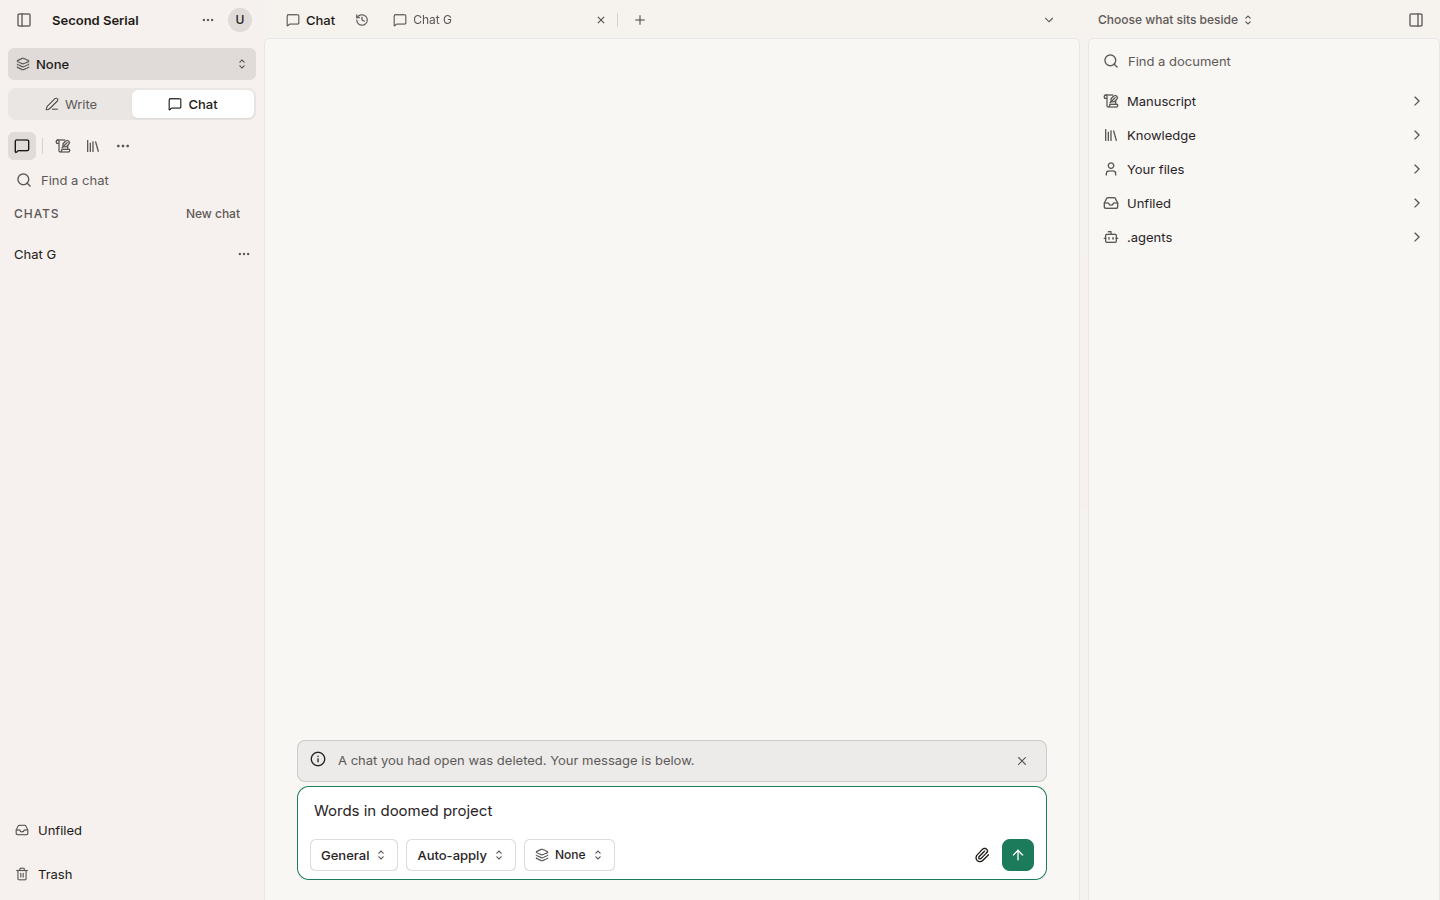 Second Serial
U
Chat
Chat G
Choose what sits beside
None
Write
Chat
Find a chat
CHATS
New chat
Chat G
Find a document
Manuscript
Knowledge
Your files
Unfiled
.agents
A chat you had open was deleted. Your message is below.
Words in doomed project
General
Auto-apply
None
Unfiled
Trash